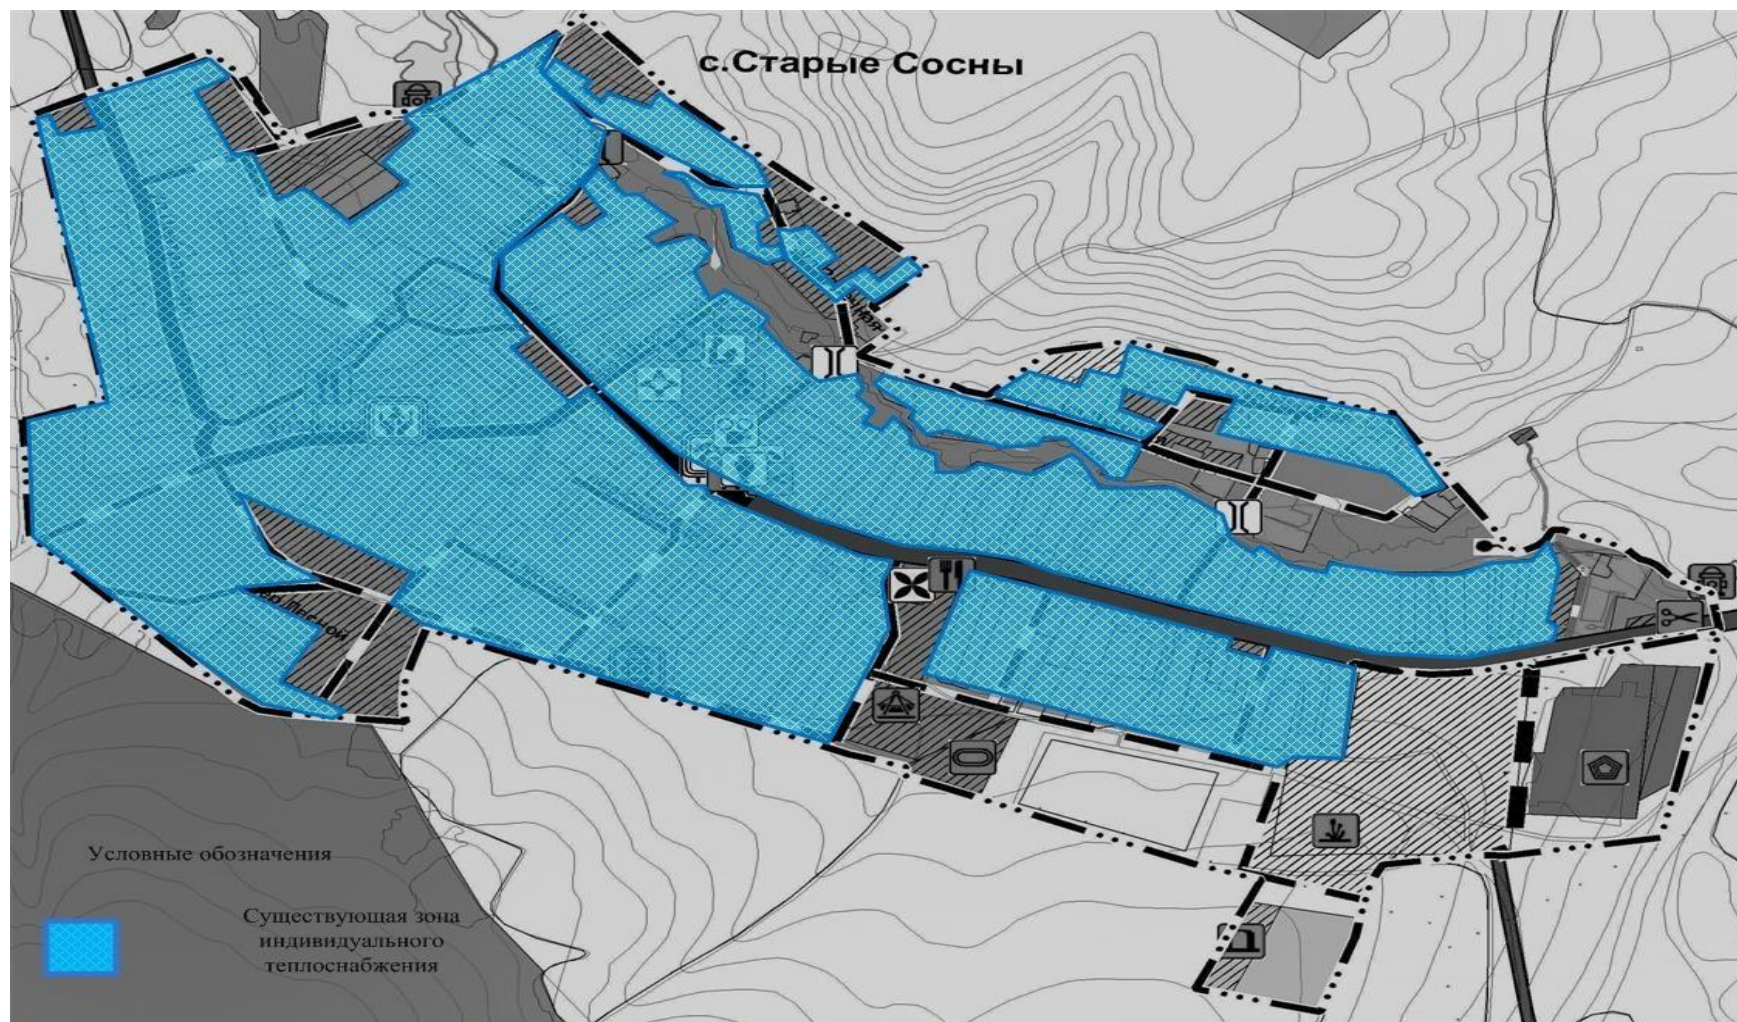 с.Старые Сосны
Условные обозначения
Существующая зона
индивидуального
теплоснабжения